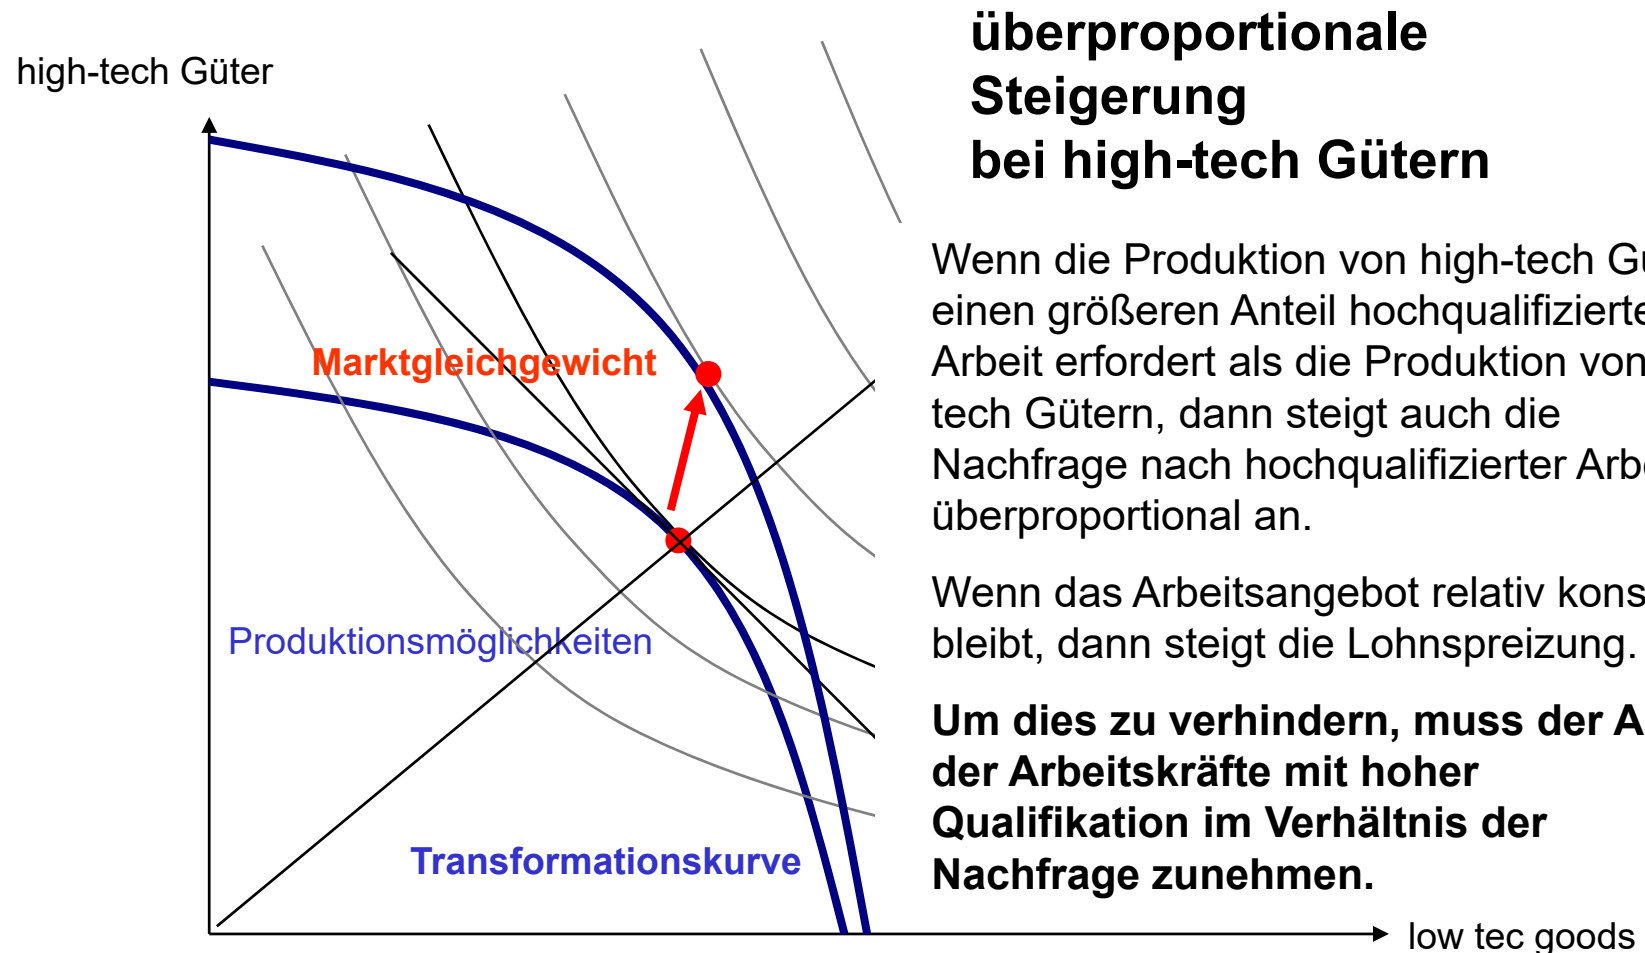 überproportionale
Steigerung
bei high-tech Gütern
high-tech Güter
Wenn die Produktion von high-tech
einen größeren Anteil hochqualifizierte
Arbeit erfordert als die Produktion von
tech Gütern, dann steigt auch die
Nachfrage nach hochqualifizierter
überproportional an.
Wenn das Arbeitsangebot relativ
bleibt, dann steigt die Lohnspreizung.
Um dies zu verhindern, muss der
der Arbeitskräfte mit hoher
Qualifikation im Verhältnis der
Nachfrage zunehmen.
Marktgleichgewicht
Produktionsmöglichkeiten
Transformationskurve
low tec goods